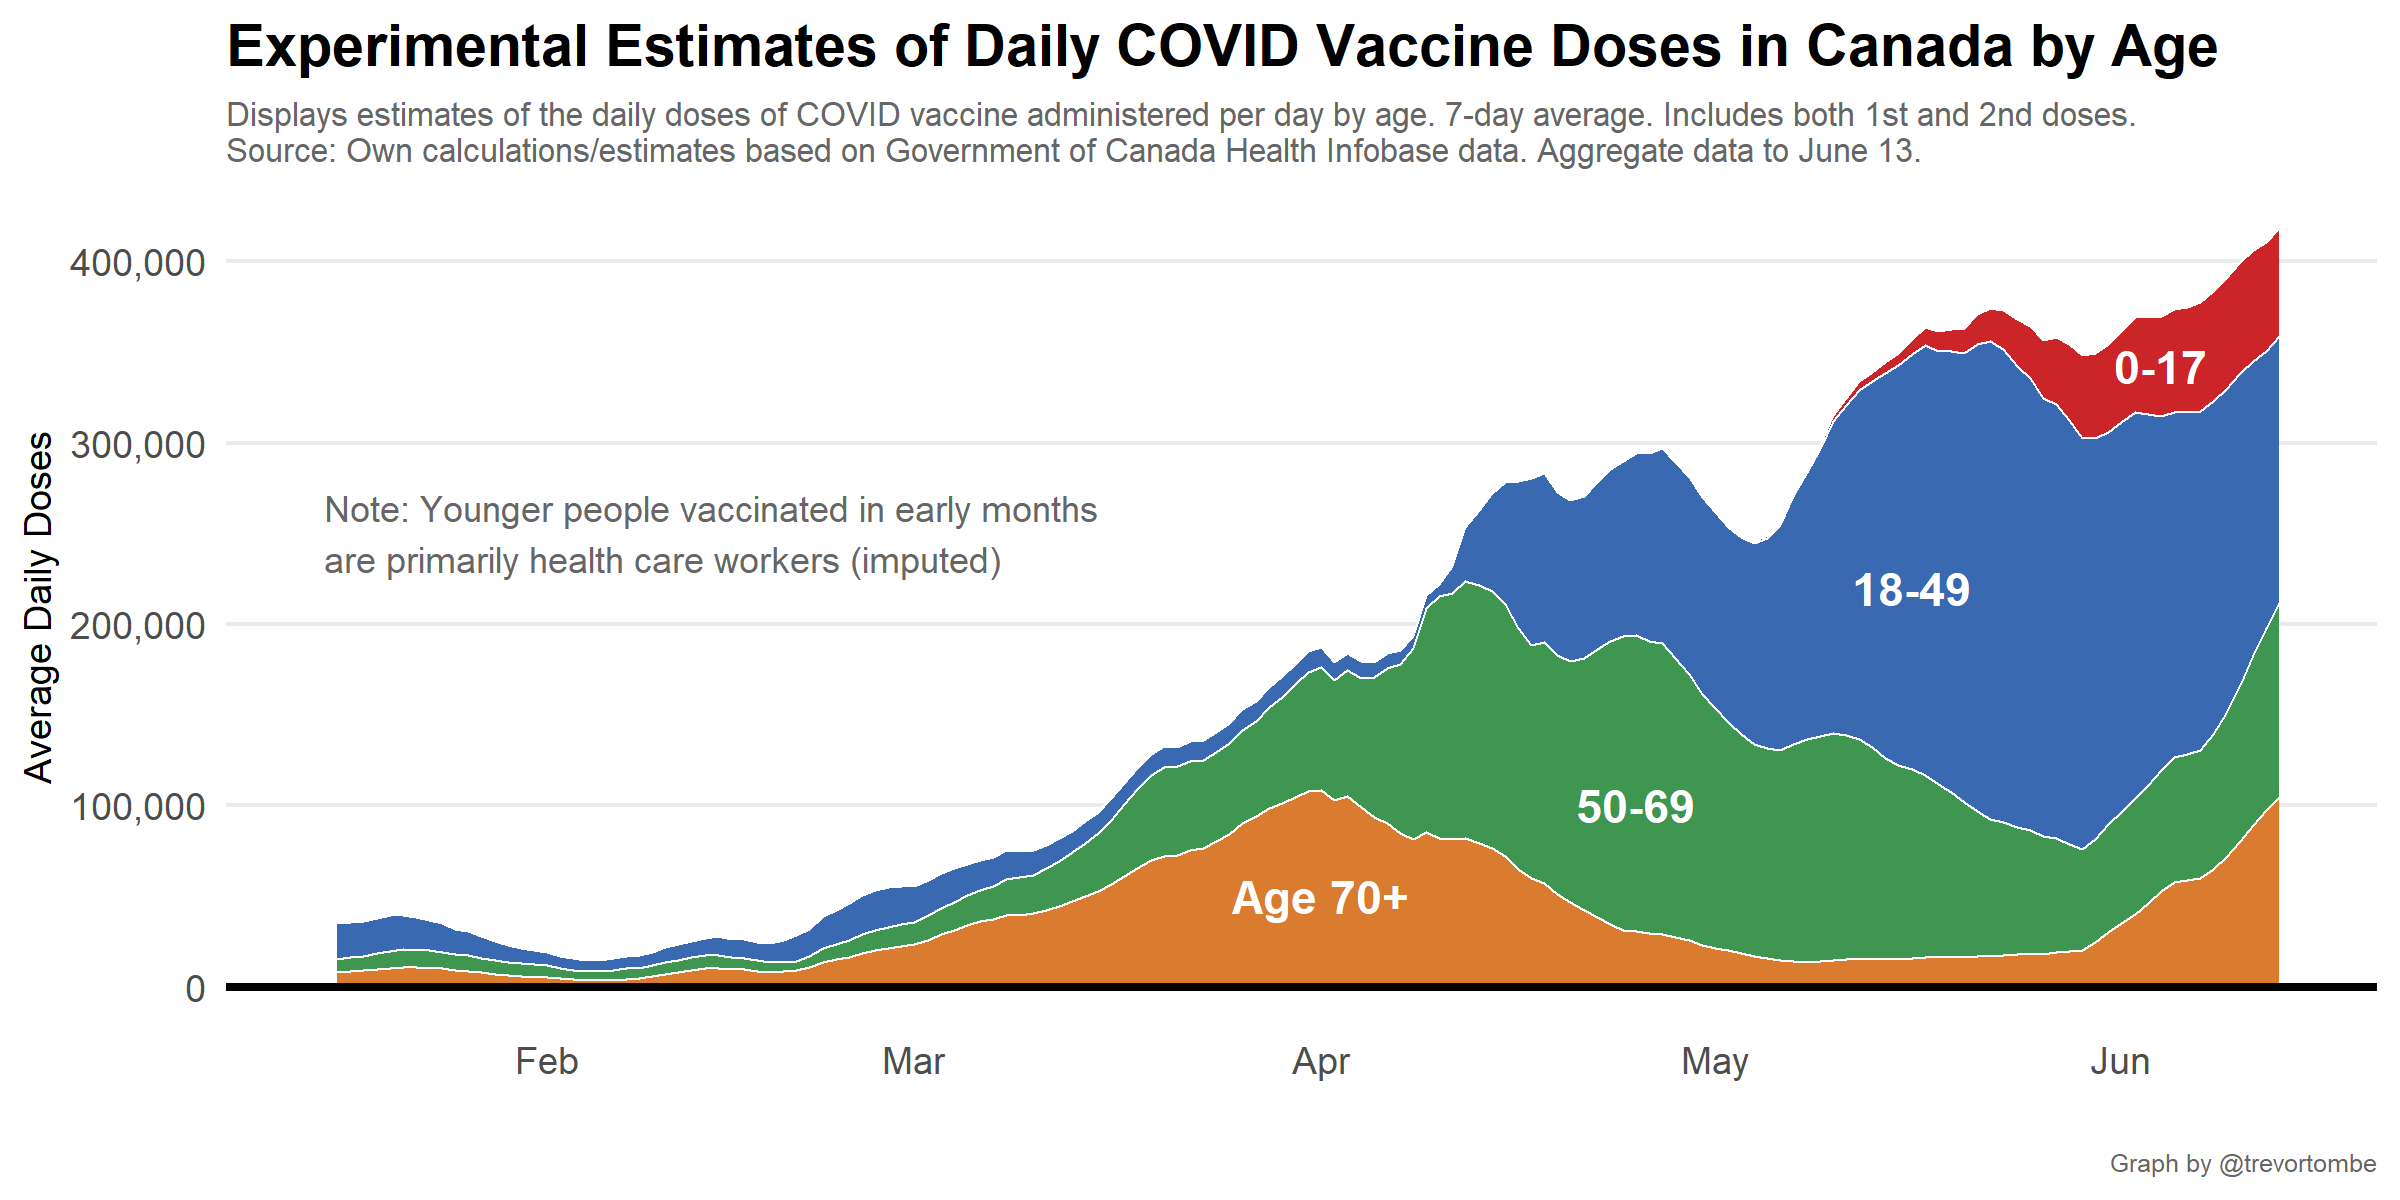 Experimental Estimates of Daily COVID Vaccine Doses in Canada by Age
Displays estimates of the daily doses of COVID vaccine administered per day by age. 7-day average. Includes both 1st and 2nd doses.
Source: Own calculations/estimates based on Government of Canada Health Infobase data. Aggregate data to June 13.
Average Daily Doses
400,000
300,000
200,000
100,000
0
Note: Younger people vaccinated in early months
are primarily health care workers (imputed)
0-17
18-49
50-69
Age 70+
Feb
Mar
Apr
May
Jun
Graph by @trevortombe